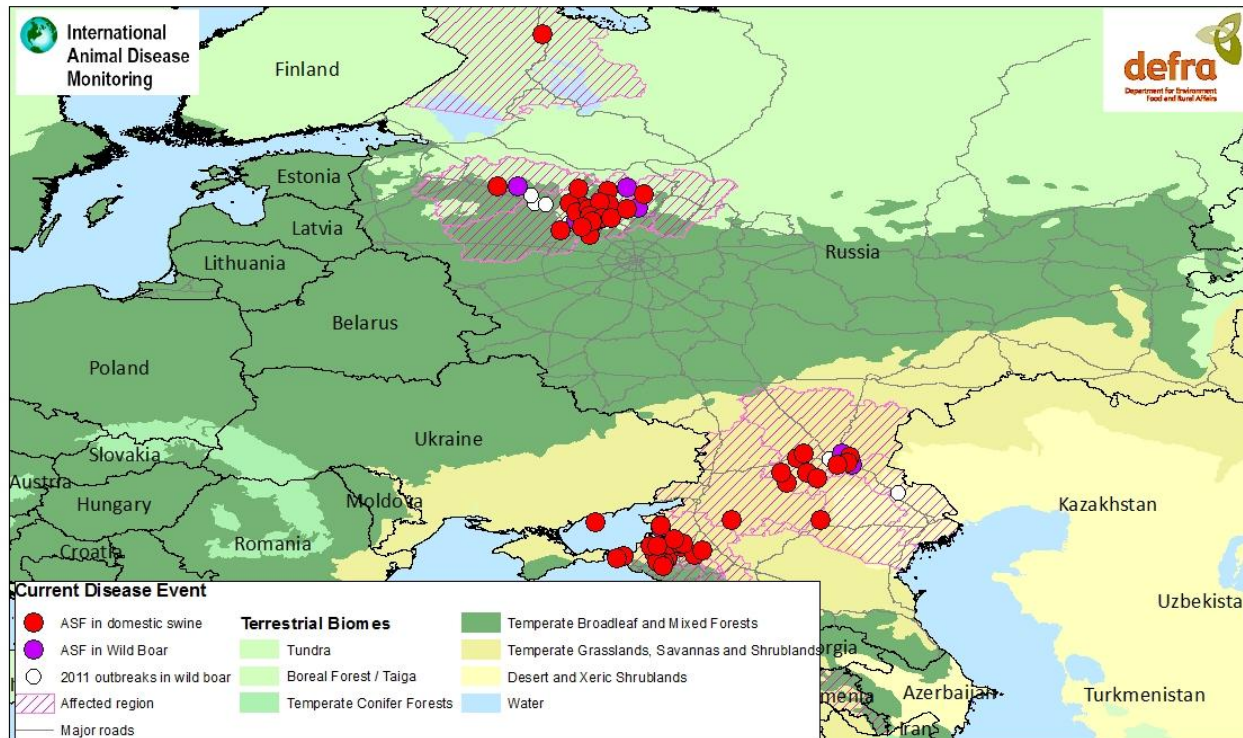 International
Animal Disease
Monitoring
defra
Department for Environment
Food and Rural Affairs
Finland
Estonia
Latvia
Lithuania
Russia
Belarus
Poland
Ukraine
Slovakia
Austria
Hungary
Moldova
Kazakhstan
Croatia
Romania
Uzbekista
rgia
menia
Azerbaijan
Turkmenistan
Iran
Current Disease Event
ASF in domestic swine
ASF in Wild Boar
2011 outbreaks in wild boar
Affected region
Major roads
Terrestrial Biomes
Tundra
Boreal Forest / Taiga
Temperate Conifer Forests
Temperate Broadleaf and Mixed Forests
Temperate Grasslands, Savannas and Shrublands
Desert and Xeric Shrublands
Water